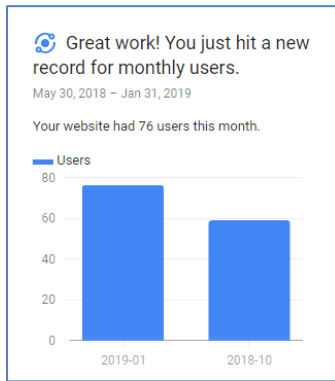 Great work! You just hit a new
record for monthly users.
May 30, 2018 – Jan 31, 2019
Your website had 76 users this month.
Users
80
60
40
20
0
2019-01 2018-10